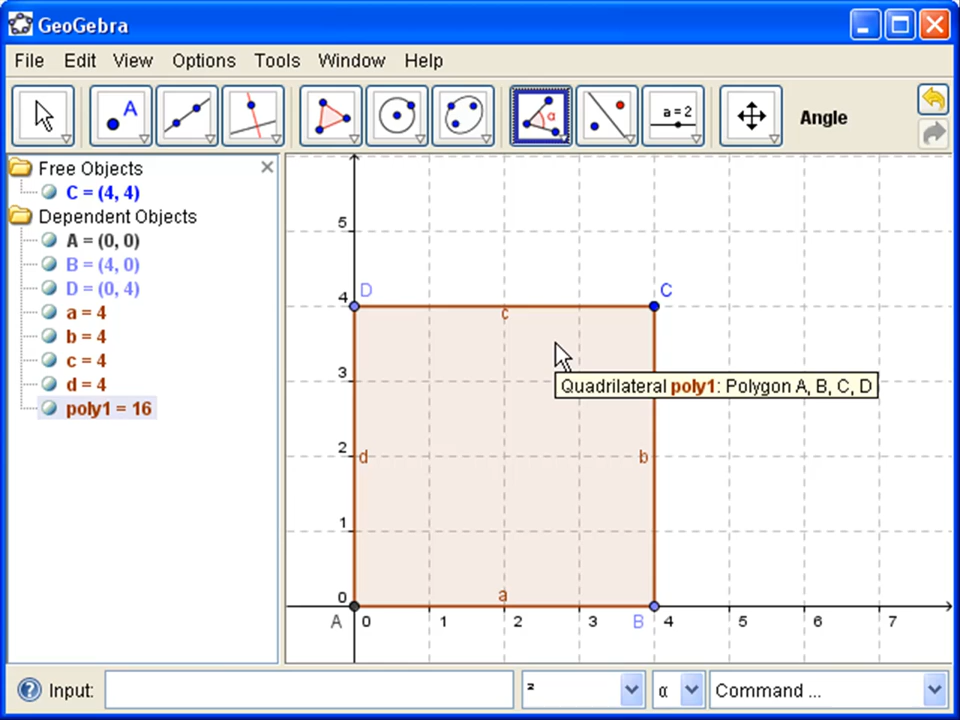 GeoGebra
File Edit View Options Tools Window Help
A α a = 2 Angle
Free Objects
C = (4, 4)
Dependent Objects
A = (0, 0)
B = (4, 0)
D = (0, 4)
a = 4
b = 4
c = 4
d = 4
poly1 = 16
5
4 D C
c
3
Quadrilateral poly1: Polygon A, B, C, D
2 d b
1
0 a
A 0 1 2 3 B 4 5 6 7
Input: ² α Command ...